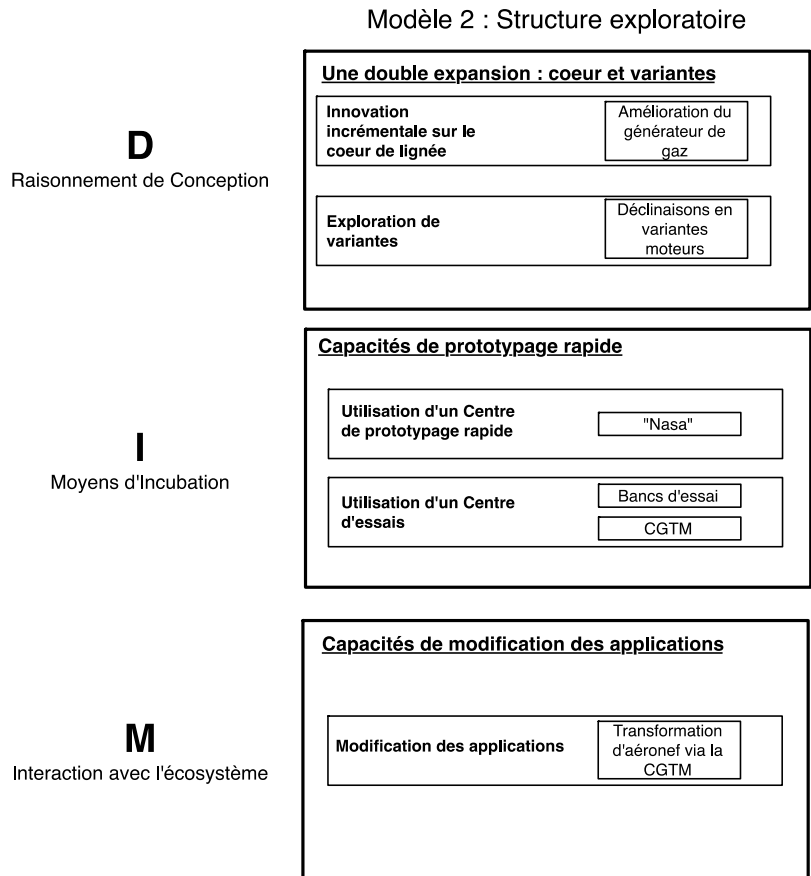 Modèle 2 : Structure exploratoire
D
Raisonnement de Conception
Une double expansion : coeur et variantes
Innovation
incrémentale sur le
coeur de lignée
Amélioration du
générateur de
gaz
Exploration de
variantes
Déclinaisons en
variantes
moteurs
I
Moyens d'Incubation
Capacités de prototypage rapide
Utilisation d'un Centre
de prototypage rapide
"Nasa"
Utilisation d'un Centre
d'essais
Bancs d'essai
CGTM
M
Interaction avec l'écosystème
Capacités de modification des applications
Modification des applications
Transformation
d'aéronef via la
CGTM